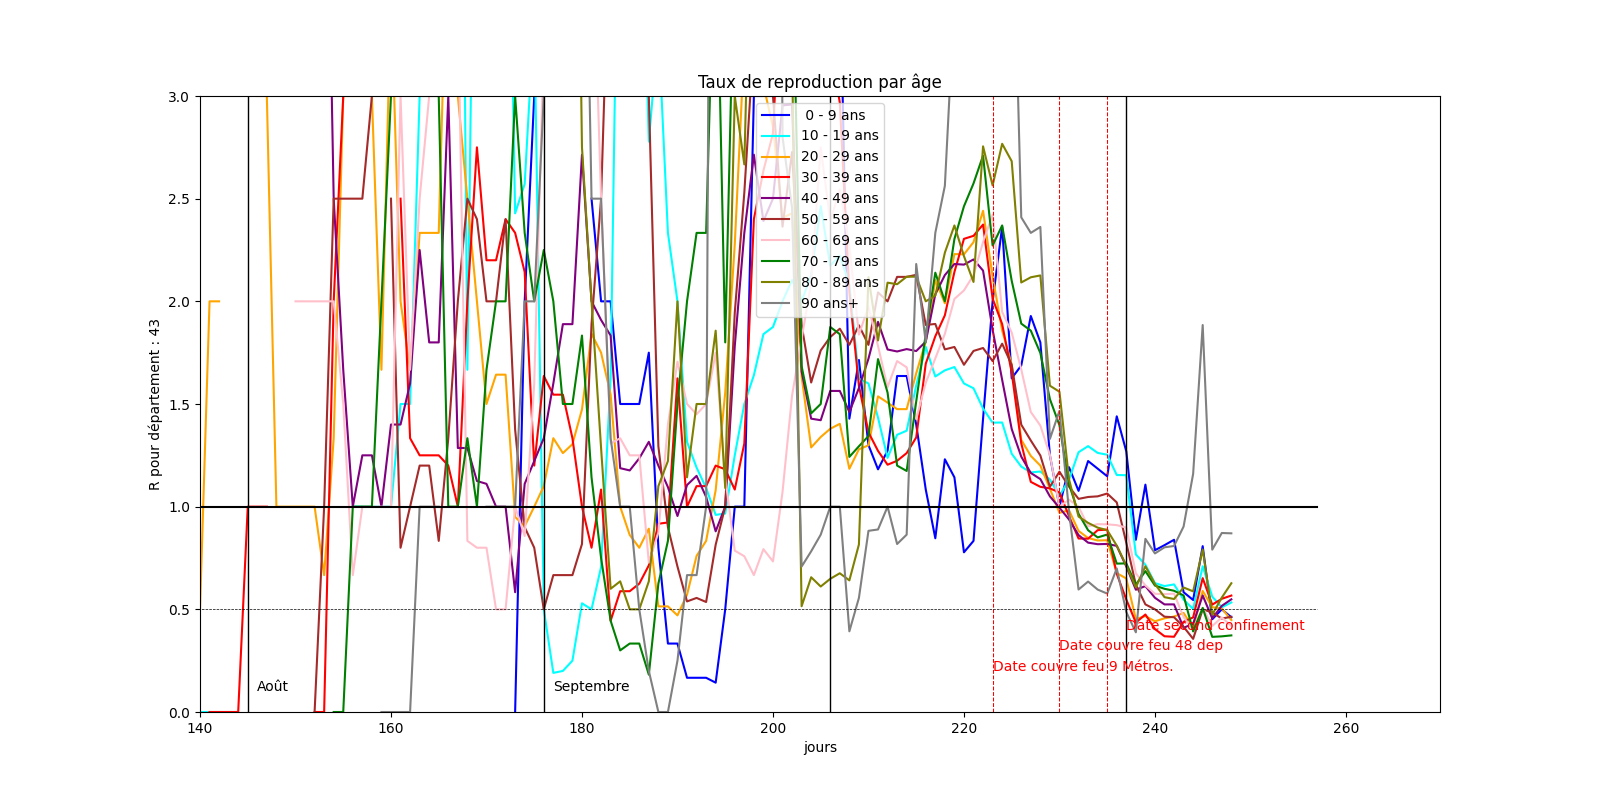 Taux de reproduction par âge
3.0
2.5
2.0
1.5
1.0
0.5
0.0
R pour département : 43
0 - 9 ans
10 - 19 ans
20 - 29 ans
30 - 39 ans
40 - 49 ans
50 - 59 ans
60 - 69 ans
70 - 79 ans
80 - 89 ans
90 ans+
Date second confinement
Date couvre feu 48 dep
Date couvre feu 9 Métros.
Août
Septembre
140
160
180
200
220
240
260
jours